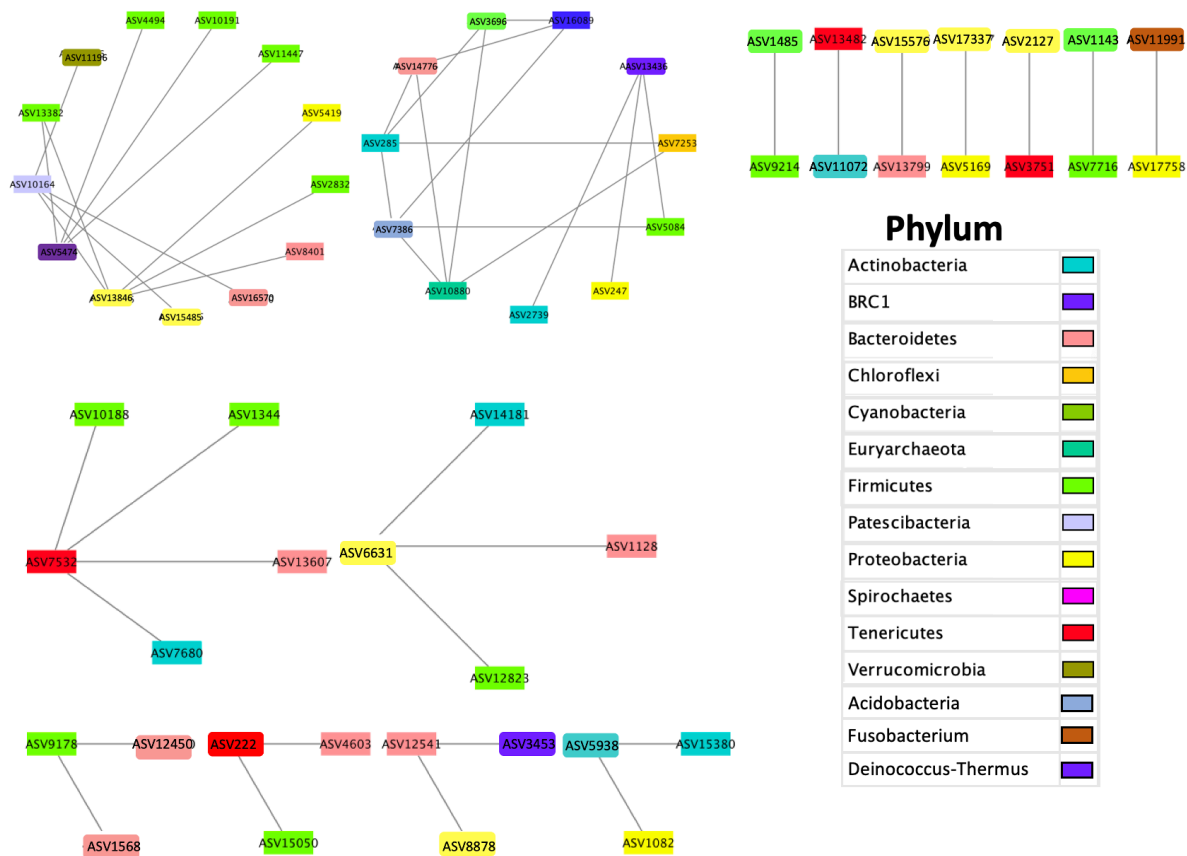 ASV4494
ASV10191
ASV11196
ASV11447
ASV13382
ASV5419
ASV10164
ASV2832
ASV5474
ASV8401
ASV13846
ASV16570
ASV15485
ASV3696
ASV16089
ASV14776
ASV13436
ASV285
ASV7253
ASV7386
ASV5084
ASV10880
ASV247
ASV2739
ASV1485
ASV13482
ASV15576
ASV17337
ASV2127
ASV1143
ASV11991
ASV9214
ASV11072
ASV13799
ASV5169
ASV3751
ASV7716
ASV17758
Phylum
Actinobacteria
BRC1
Bacteroidetes
Chloroflexi
Cyanobacteria
Euryarchaeota
Firmicutes
Patescibacteria
Proteobacteria
Spirochaetes
Tenericutes
Verrucomicrobia
Acidobacteria
Fusobacterium
Deinococcus-Thermus
ASV10188
ASV1344
ASV7532
ASV13607
ASV7680
ASV14181
ASV6631
ASV1128
ASV12823
ASV9178
ASV12450
ASV1568
ASV222
ASV4603
ASV15050
ASV12541
ASV3453
ASV8878
ASV5938
ASV15380
ASV1082